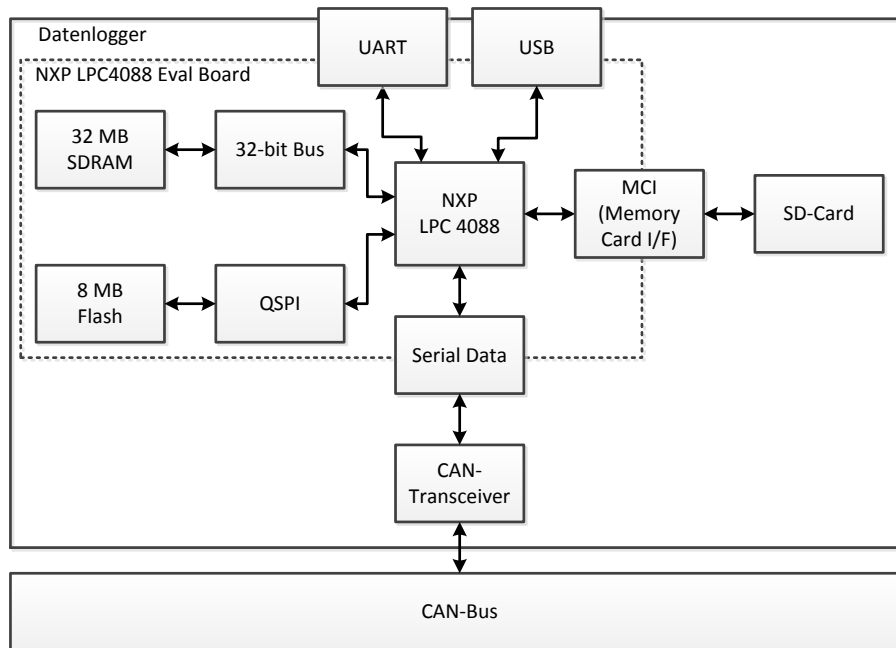 Datenlogger
UART
USB
NXP LPC4088 Eval Board
32 MB
SDRAM
32-bit Bus
NXP
LPC 4088
MCI
(Memory
Card I/F)
SD-Card
8 MB
Flash
QSPI
Serial Data
CAN-
Transceiver
CAN-Bus